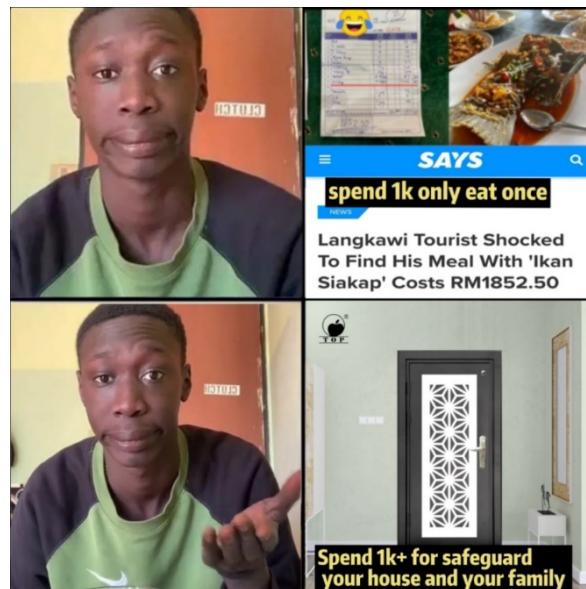 SAYS
spend 1k only eat once
NEWS
Langkawi Tourist Shocked
To Find His Meal With 'Ikan
Siakap' Costs RM1852.50
TOP
Spend 1k+ for safeguard
your house and your family
CLUTCH
CLUTCH